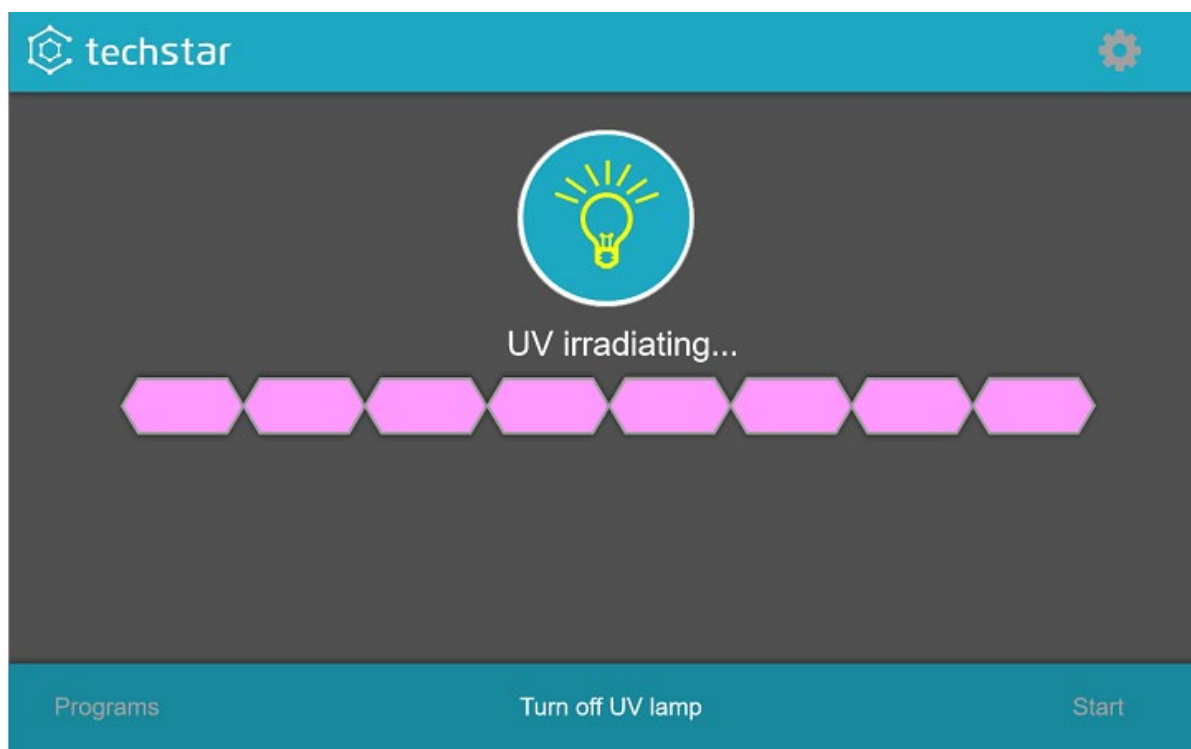 techstar
UV irradiating...
Programs
Turn off UV lamp
Start